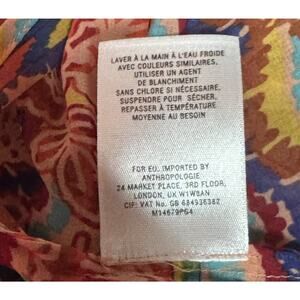 LAVER À LA MAIN À L'EAU FROIDE
AVEC COULEURS SIMILAIRES,
UTILISER UN AGENT
DE BLANCHIMENT
SANS CHLORE SI NÉCESSAIRE,
SUSPENDRE POUR SÉCHER,
REPASSER À TEMPÉRATURE
MOYENNE AU BESOIN
FOR EU, IMPORTED BY
ANTHROPOLOGIE
24 MARKET PLACE, 3RD FLOOR,
LONDON, UK W1W8AN
CIF: VAT No. GB 684936382
M14679PG4